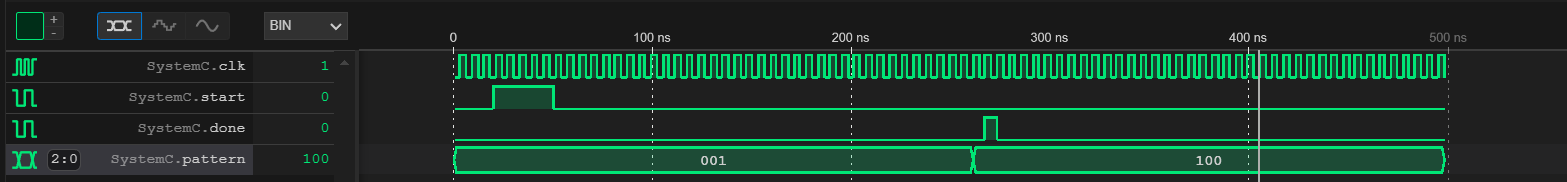 +
-
BIN
0 100 ns 200 ns 300 ns 400 ns 500 ns
SystemC.clk 1
SystemC.start 0
SystemC.done 0
2:0 SystemC.pattern 100 001 100